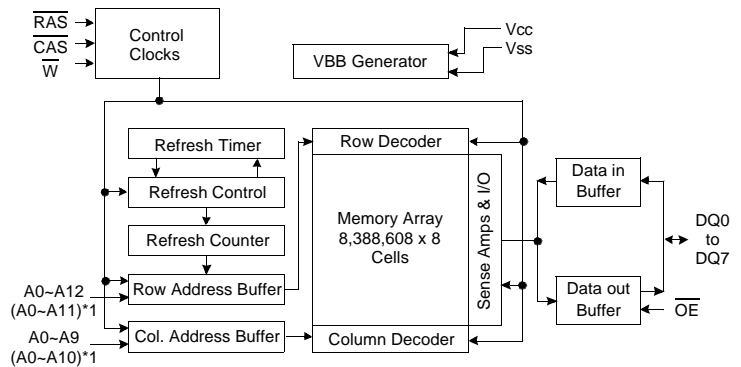 RAS
CAS
W
Control
Clocks
Vcc
Vss
VBB Generator
Refresh Timer
Row Decoder
Refresh Control
Refresh Counter
Memory Array
8,388,608 x 8
Cells
Sense Amps & I/O
Data in
Buffer
DQ0
to
DQ7
A0~A12
(A0~A11)*1
Row Address Buffer
Data out
Buffer
OE
A0~A9
(A0~A10)*1
Col. Address Buffer
Column Decoder